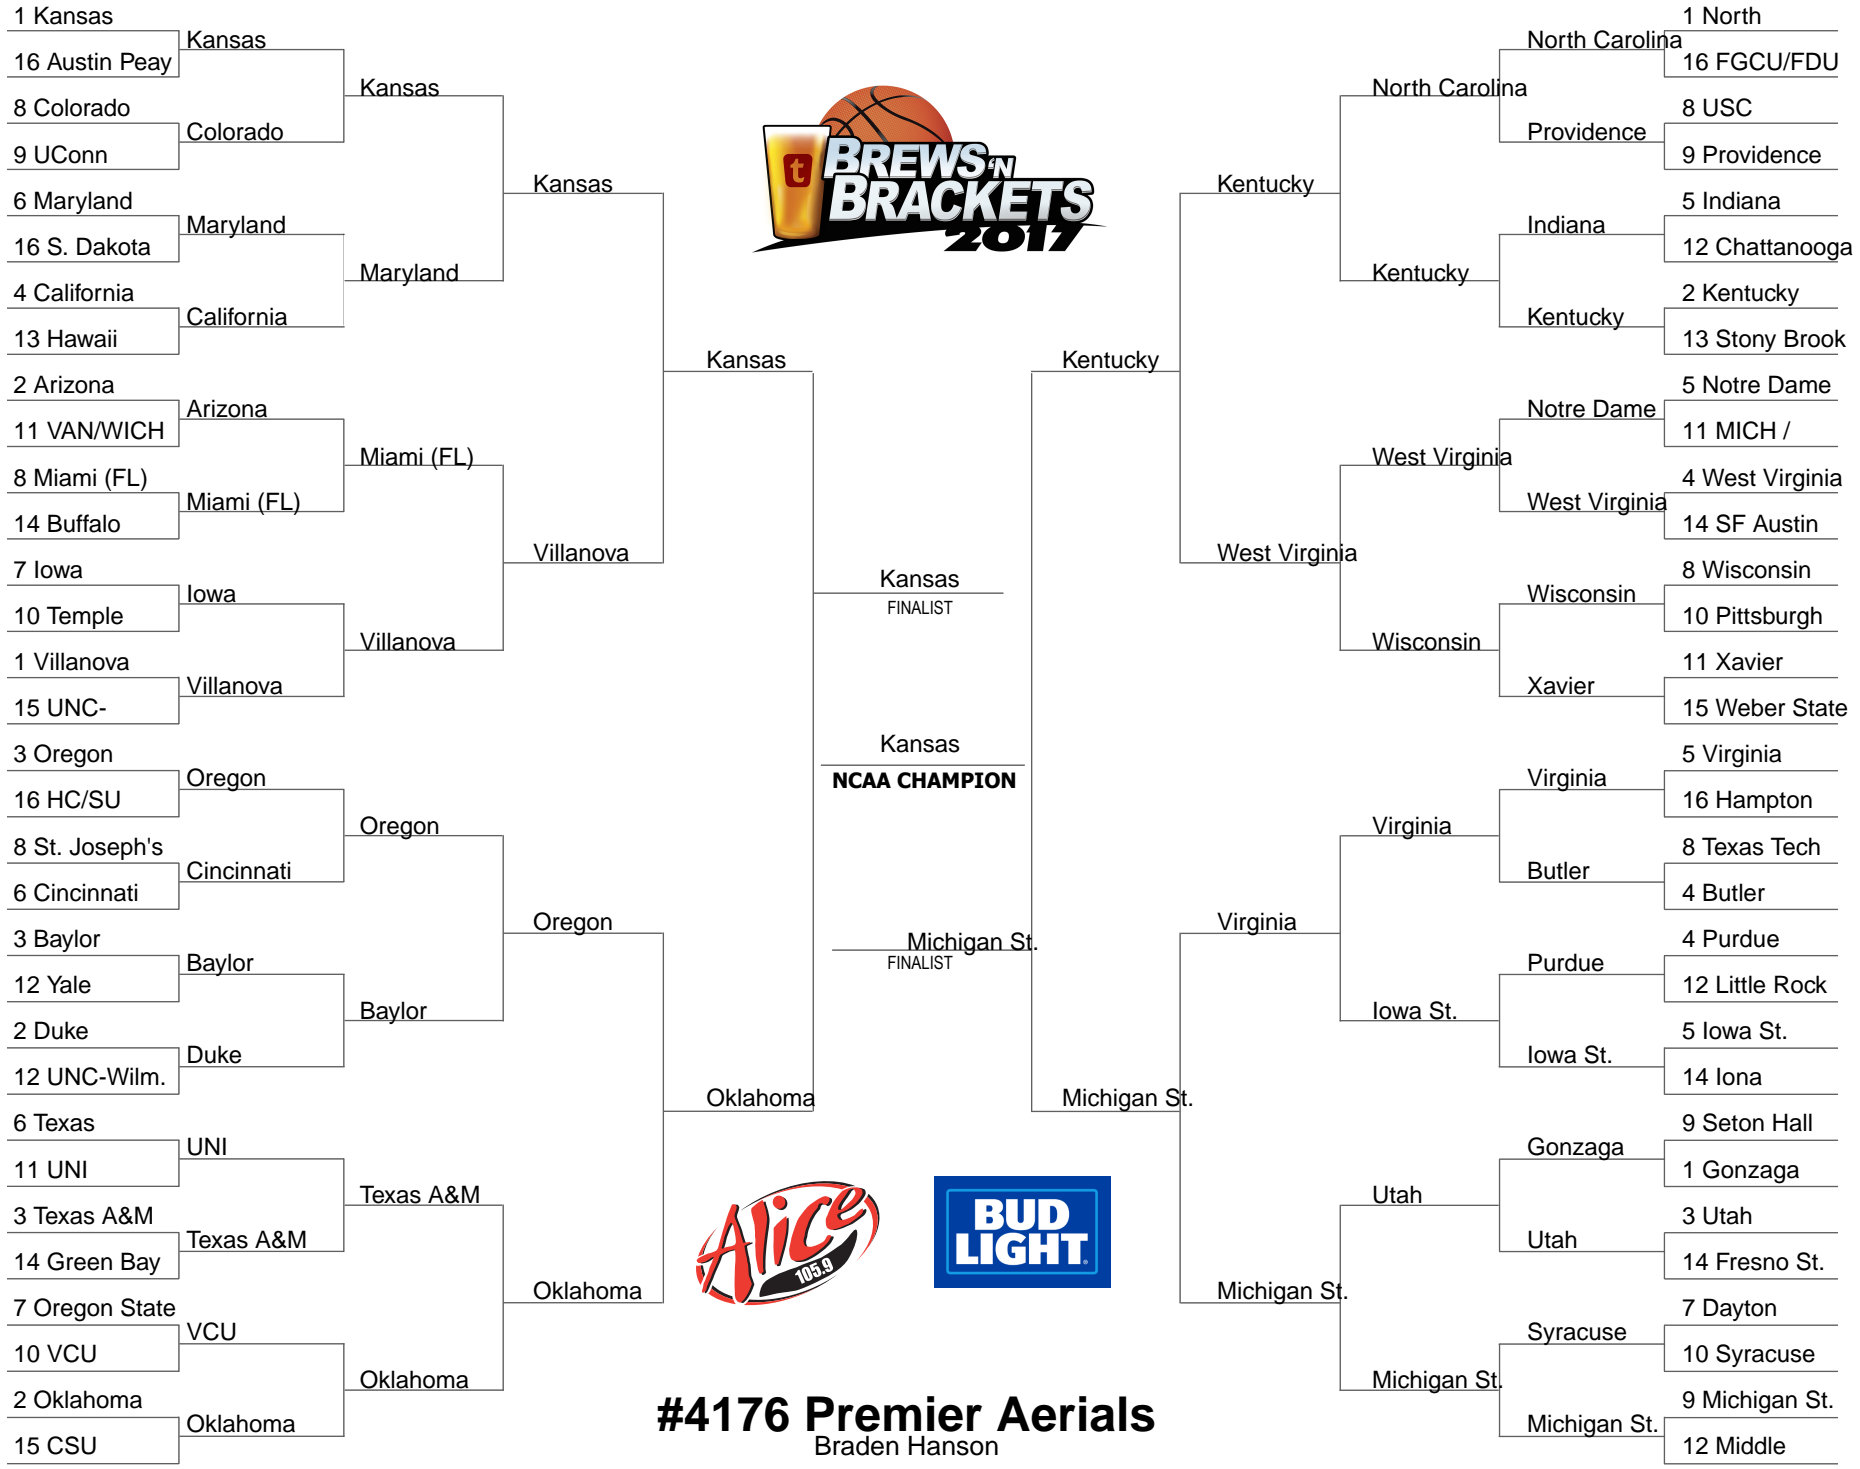 1 Kansas
16 Austin Peay
8 Colorado
9 UConn
6 Maryland
16 S. Dakota
4 California
13 Hawaii
2 Arizona
11 VAN/WICH
8 Miami (FL)
14 Buffalo
7 Iowa
10 Temple
1 Villanova
15 UNC-
3 Oregon
16 HC/SU
8 St. Joseph's
6 Cincinnati
3 Baylor
12 Yale
2 Duke
12 UNC-Wilm.
6 Texas
11 UNI
3 Texas A&M
14 Green Bay
7 Oregon State
10 VCU
2 Oklahoma
15 CSU
Kansas
Colorado
Maryland
California
Arizona
Miami (FL)
Iowa
Villanova
Oregon
Cincinnati
Baylor
Duke
UNI
Texas A&M
VCU
Oklahoma
Kansas
Maryland
Miami (FL)
Villanova
Oregon
Baylor
Texas A&M
Oklahoma
Kansas
Villanova
Oregon
Oklahoma
Kansas
Oklahoma
t
BREWS 'N
BRACKETS
2017
Kansas
FINALIST
Kansas
NCAA CHAMPION
Michigan St.
FINALIST
Alice
105.9
BUD
LIGHT
#4176 Premier Aerials
Braden Hanson
Kentucky
Michigan St.
Kentucky
West Virginia
Virginia
Michigan St.
North Carolina
Kentucky
West Virginia
Wisconsin
Virginia
Iowa St.
Utah
Michigan St.
North Carolina
Providence
Indiana
Kentucky
Notre Dame
West Virginia
Wisconsin
Xavier
Virginia
Butler
Purdue
Iowa St.
Gonzaga
Utah
Syracuse
Michigan St.
1 North
16 FGCU/FDU
8 USC
9 Providence
5 Indiana
12 Chattanooga
2 Kentucky
13 Stony Brook
5 Notre Dame
11 MICH /
4 West Virginia
14 SF Austin
8 Wisconsin
10 Pittsburgh
11 Xavier
15 Weber State
5 Virginia
16 Hampton
8 Texas Tech
4 Butler
4 Purdue
12 Little Rock
5 Iowa St.
14 Iona
9 Seton Hall
1 Gonzaga
3 Utah
14 Fresno St.
7 Dayton
10 Syracuse
9 Michigan St.
12 Middle